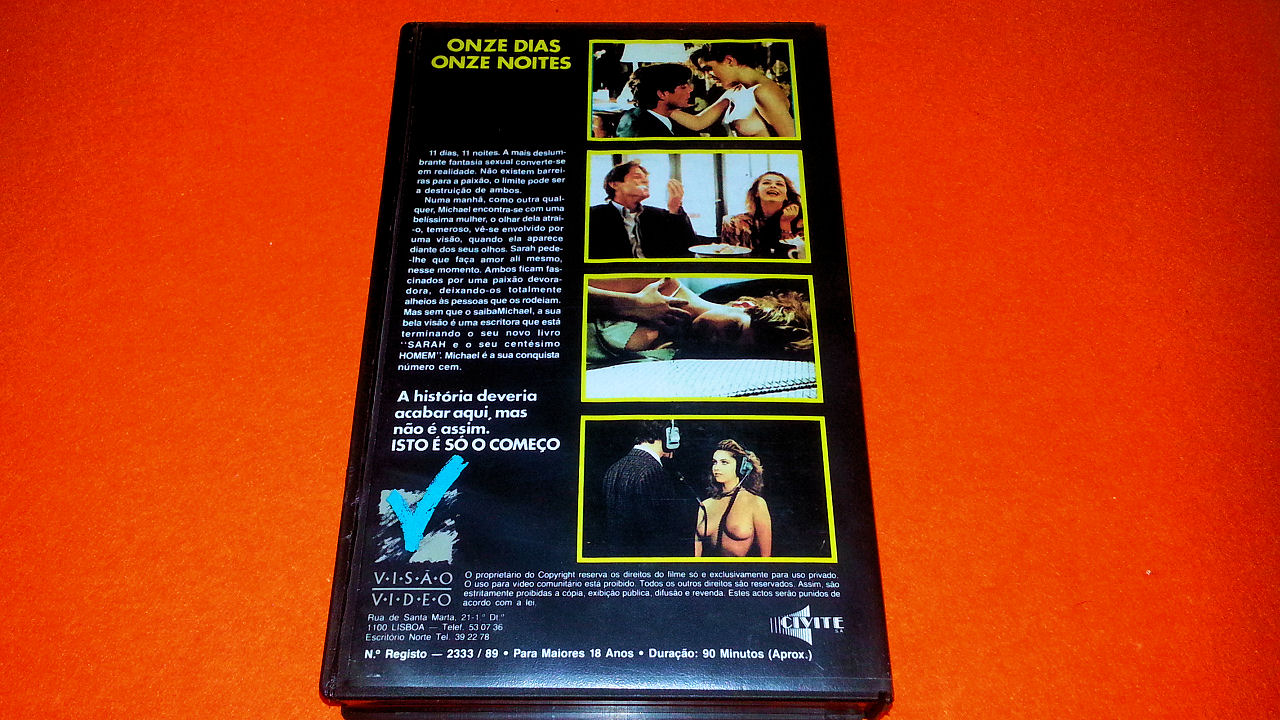 ONZE DIAS
ONZE NOITES
11 dias, 11 noites. A mais deslum-
brante fantasia sexual converte-se
em realidade. Não existem barrei-
ras para a paixão, o limite pode ser
a destruição de ambos.
Numa manhã, como outra qual-
quer, Michael encontra-se com uma
belíssima mulher, o olhar dela atrai-
-o, temeroso, vê-se envolvido por
uma visão, quando ela aparece
diante dos seus olhos. Sarah pede-
-lhe que faça amor ali mesmo,
nesse momento. Ambos ficam fas-
cinados por uma paixão devora-
dora, deixando-os totalmente
alheios às pessoas que os rodeiam.
Mas sem que o saibaMichael, a sua
bela visão é uma escritora que está
terminando o seu novo livro
''SARAH e o seu centésimo
HOMEM''. Michael é a sua conquista
número cem.
A história deveria
acabar aqui, mas
não é assim.
ISTO É SÓ O COMEÇO
V·I·S·Ã·O
V·I·D·E·O
O proprietário do Copyright reserva os direitos do filme só e exclusivamente para uso privado.
O uso para vídeo comunitário está proibido. Todos os outros direitos são reservados. Assim, são
estritamente proibidas a cópia, exibição pública, difusão e revenda. Estes actos serão punidos de
acordo com a lei.
Rua de Santa Marta, 21-1.º Dt.º
1100 LISBOA — Telef. 53 07 36
Escritório Norte Tel. 39 22 78
CIVITE
S.A.
N.º Registo — 2333 / 89 • Para Maiores 18 Anos • Duração: 90 Minutos (Aprox.)